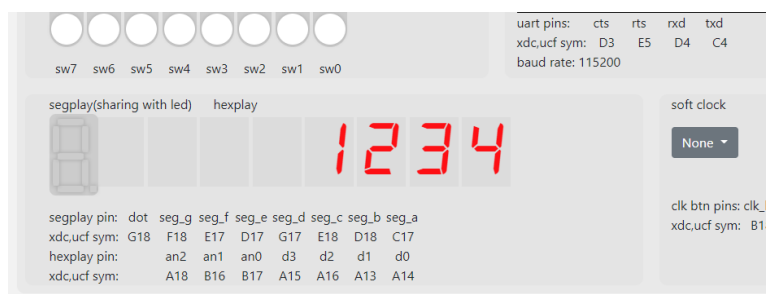 sw7 sw6 sw5 sw4 sw3 sw2 sw1 sw0
uart pins: cts rts rxd txd
xdc,ucf sym: D3 E5 D4 C4
baud rate: 115200
segplay(sharing with led) hexplay
1234
segplay pin: dot seg_g seg_f seg_e seg_d seg_c seg_b seg_a
xdc,ucf sym: G18 F18 E17 D17 G17 E18 D18 C17
hexplay pin: an2 an1 an0 d3 d2 d1 d0
xdc,ucf sym: A18 B16 B17 A15 A16 A13 A14
soft clock
None
clk btn pins:
xdc,ucf sym: